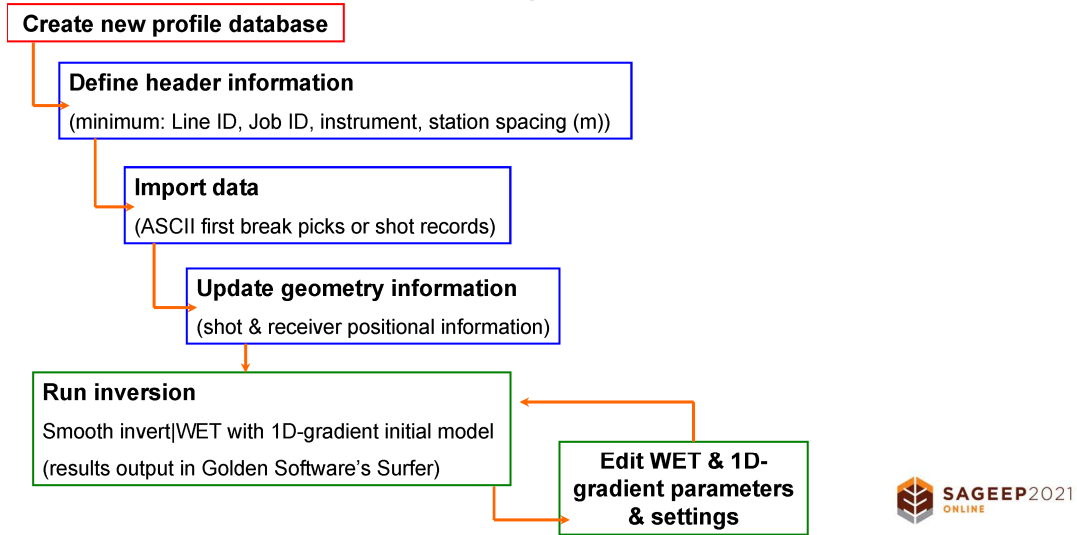 Create new profile database
Define header information
(minimum: Line ID, Job ID, instrument, station spacing (m))
Import data
(ASCII first break picks or shot records)
Update geometry information
(shot & receiver positional information)
Run inversion
Smooth invert|WET with 1D-gradient initial model
(results output in Golden Software's Surfer)
Edit WET & 1D-
gradient parameters
& settings
SAGEEP2021
ONLINE